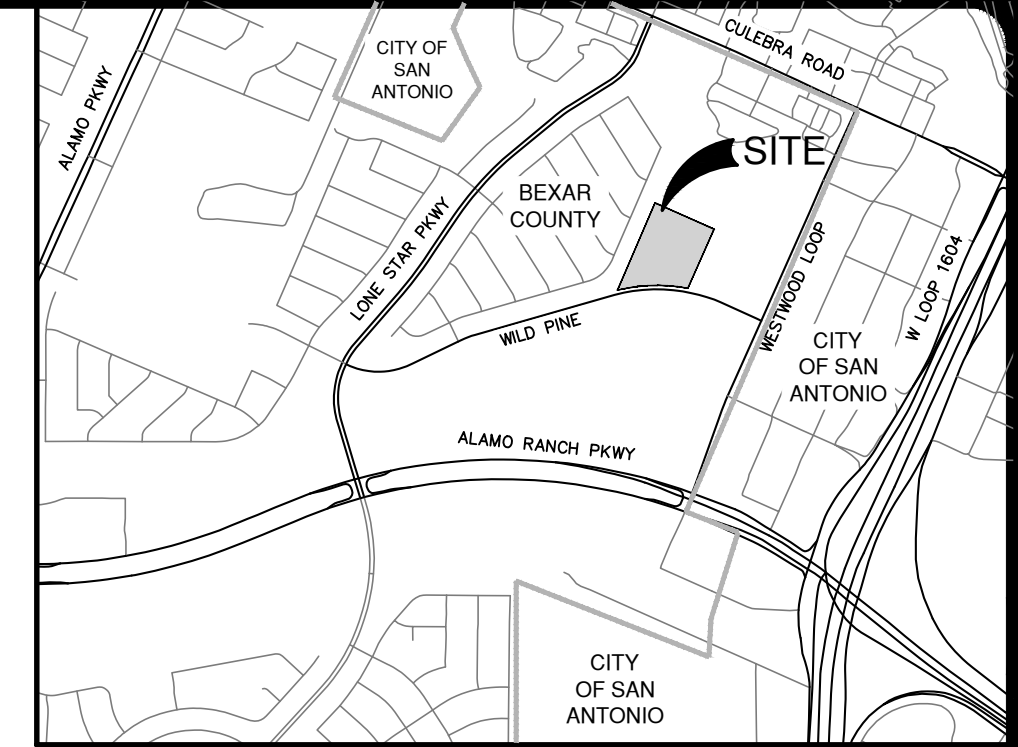 CULEBRA ROAD
CITY OF
SAN
ANTONIO
ALAMO PKWY
SITE
BEXAR
COUNTY
LONE STAR PKWY
WESTWOOD LOOP
W LOOP 1604
WILD PINE
CITY
OF SAN
ANTONIO
ALAMO RANCH PKWY
CITY
OF SAN
ANTONIO